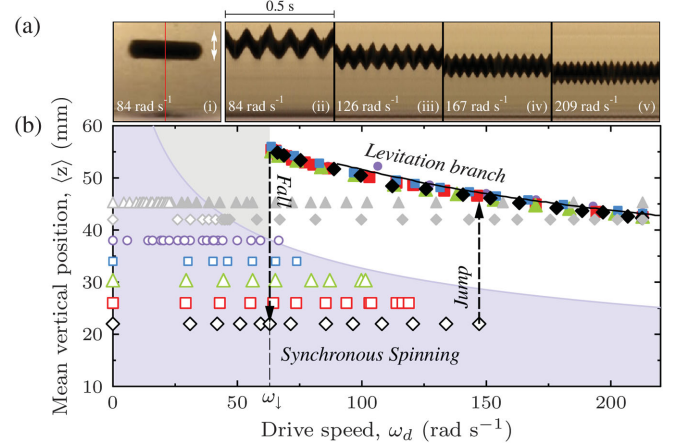 (a)
0.5 s
84 rad s⁻¹ (i)
84 rad s⁻¹ (ii)
126 rad s⁻¹ (iii)
167 rad s⁻¹ (iv)
209 rad s⁻¹ (v)
(b)
Mean vertical position, ⟨z⟩ (mm)
60
50
40
30
20
10
Levitation branch
Fall
Jump
Synchronous Spinning
0
50
100
150
200
ω↓
Drive speed, ω_d (rad s⁻¹)